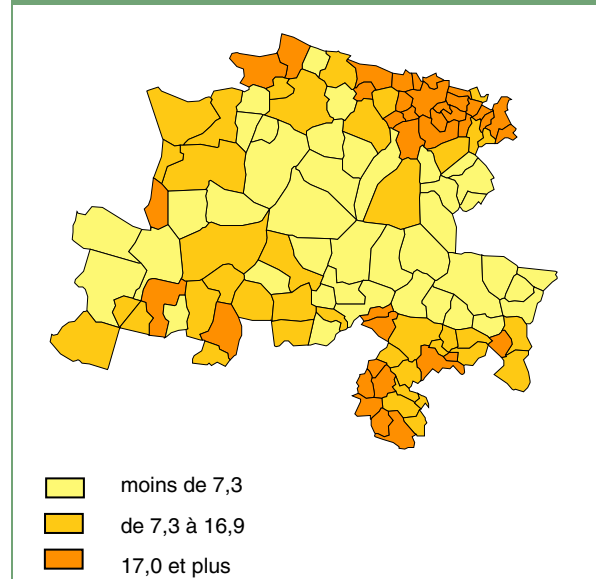 moins de 7,3
de 7,3 à 16,9
17,0 et plus